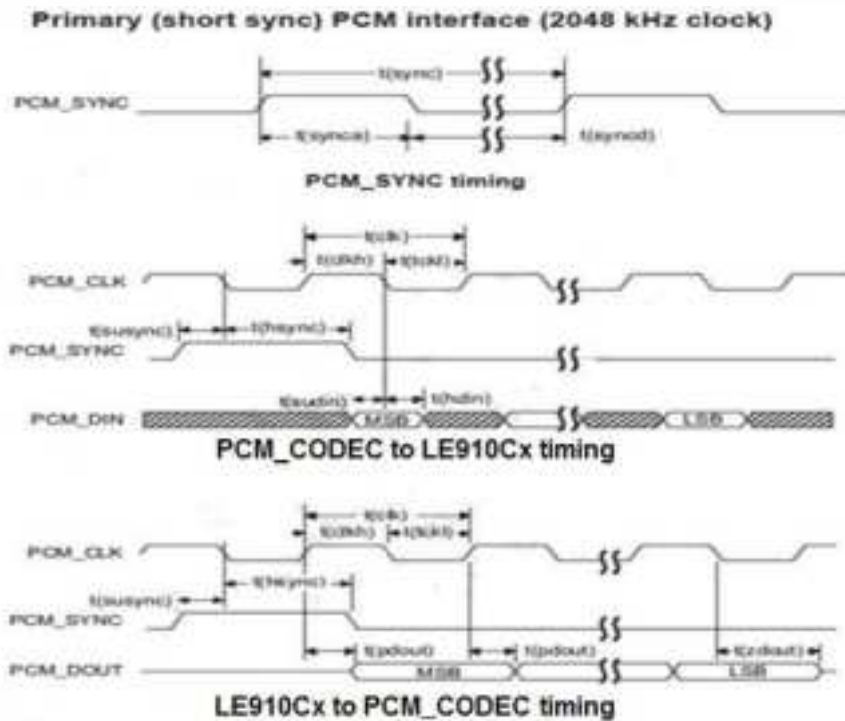 Primary (short sync) PCM interface (2048 kHz clock)
t(sync)
PCM_SYNC
t(synca)
t(syncd)
PCM_SYNC timing
t(clk)
t(clkh)
PCM_CLK
t(susync)
t(hsync)
PCM_SYNC
t(sudin)
t(hdin)
PCM_DIN
MSB
LSB
PCM_CODEC to LE910Cx timing
t(clk)
t(clkh)
PCM_CLK
t(hsync)
t(susync)
PCM_SYNC
t(pdout)
t(pdout)
t(zdout)
PCM_DOUT
MSB
LSB
LE910Cx to PCM_CODEC timing